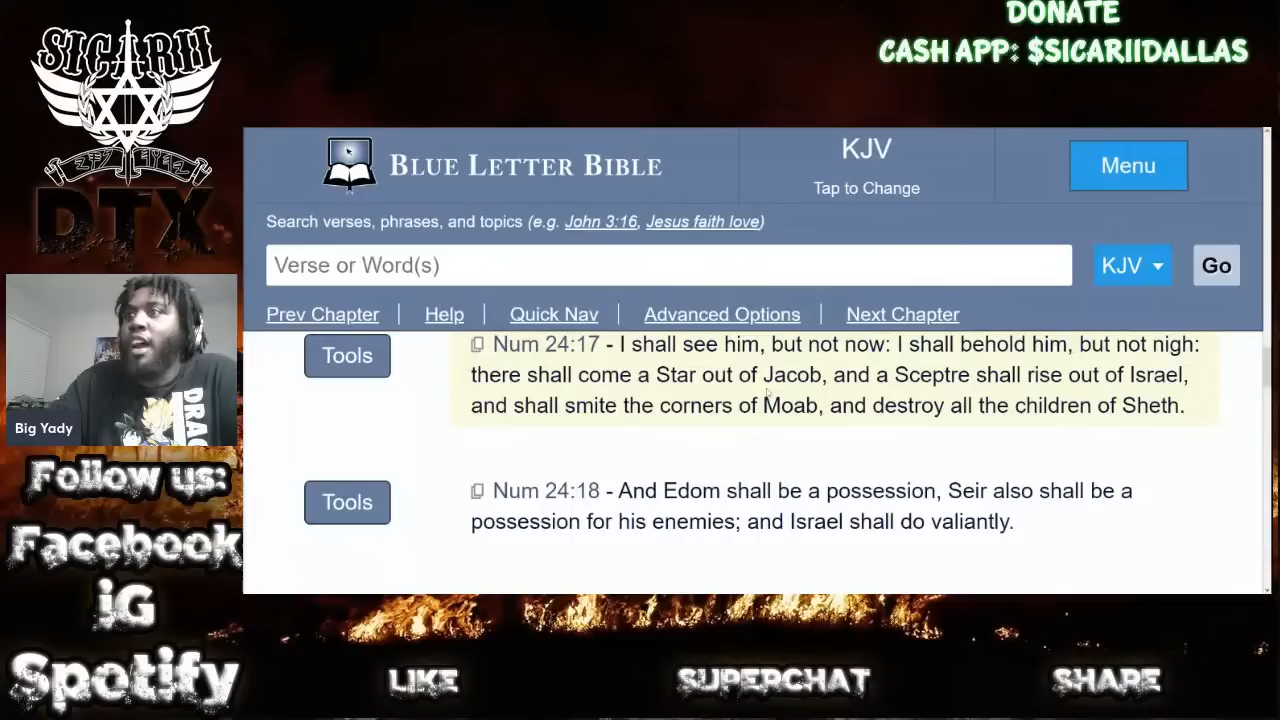 SICARII
DTX
DONATE
CASH APP: $SICARIIDALLAS
BLUE LETTER BIBLE
KJV
Tap to Change
Menu
Search verses, phrases, and topics (e.g. John 3:16, Jesus faith love)
Verse or Word(s)
KJV
Go
Prev Chapter
Help
Quick Nav
Advanced Options
Next Chapter
Tools
Num 24:17 - I shall see him, but not now: I shall behold him, but not nigh:
there shall come a Star out of Jacob, and a Sceptre shall rise out of Israel,
and shall smite the corners of Moab, and destroy all the children of Sheth.
Tools
Num 24:18 - And Edom shall be a possession, Seir also shall be a
possession for his enemies; and Israel shall do valiantly.
DRAG
Big Yady
Follow us:
Facebook
iG
Spotify
LIKE
SUPERCHAT
SHARE